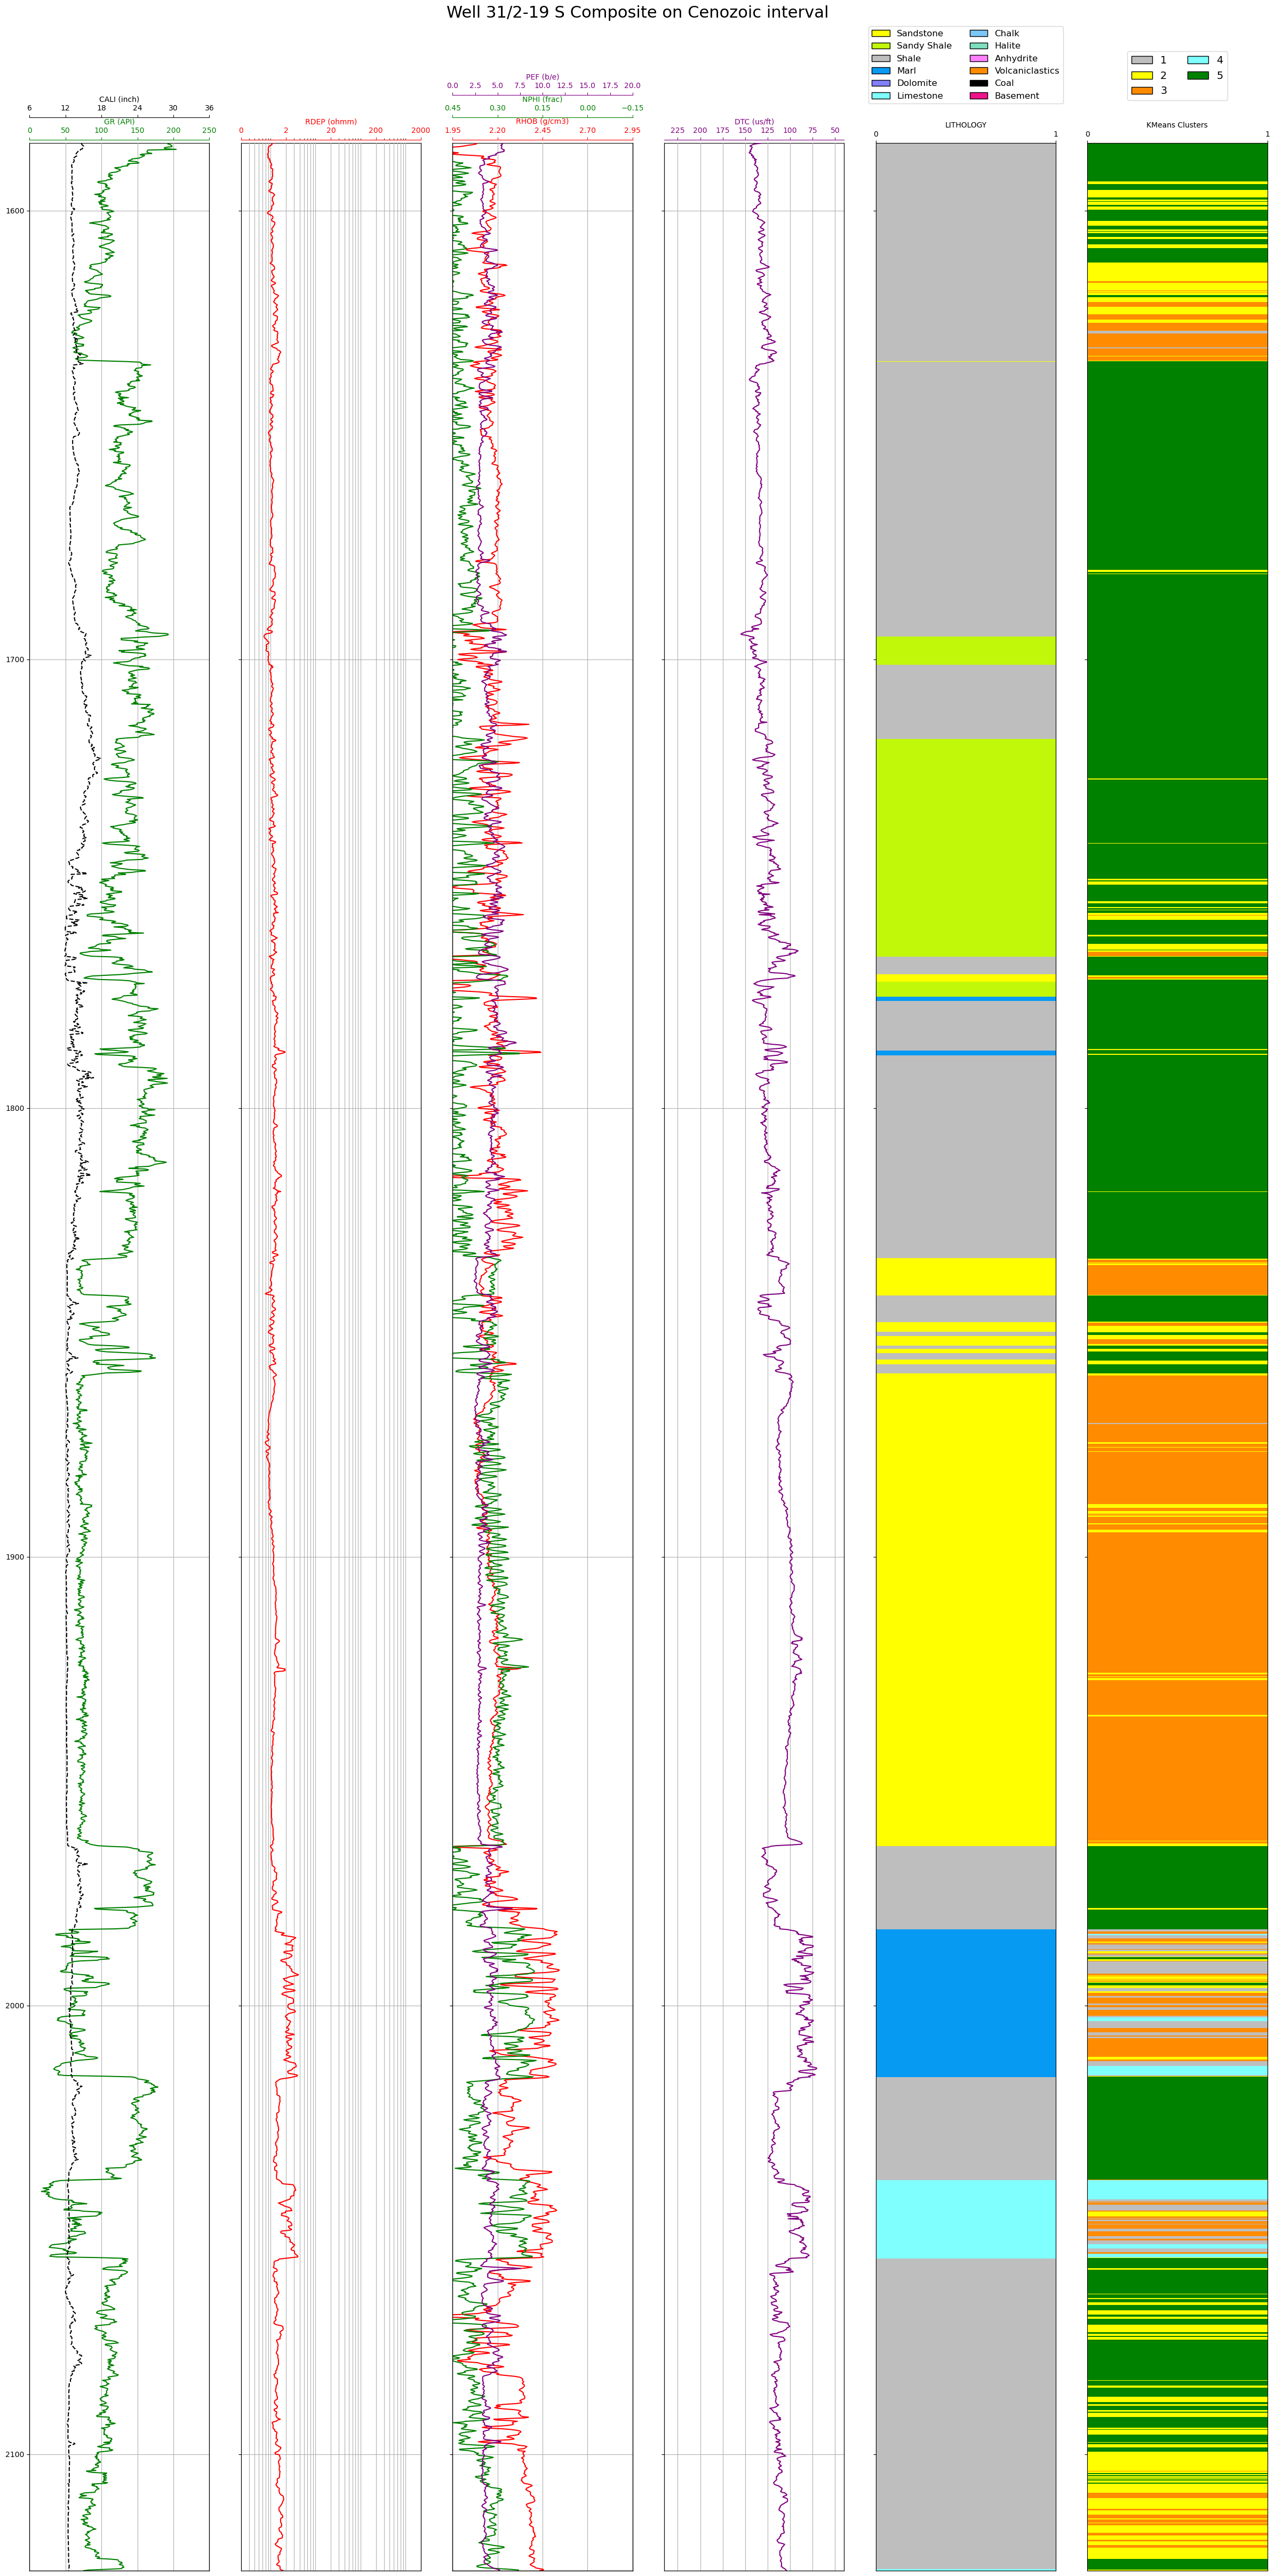 Well 31/2-19 S Composite on Cenozoic interval
Sandstone Chalk
Sandy Shale Halite
Shale Anhydrite
Marl Volcaniclastics
Dolomite Coal
Limestone Basement
1 4
2 5
3
PEF (b/e)
0.0 2.5 5.0 7.5 10.0 12.5 15.0 17.5 20.0
CALI (inch)
6 12 18 24 30 36
NPHI (frac)
0.45 0.30 0.15 0.00 −0.15
GR (API)
0 50 100 150 200 250
RDEP (ohmm)
0 2 20 200 2000
RHOB (g/cm3)
1.95 2.20 2.45 2.70 2.95
DTC (us/ft)
225 200 175 150 125 100 75 50
LITHOLOGY
0 1
KMeans Clusters
0 1
1600
1700
1800
1900
2000
2100